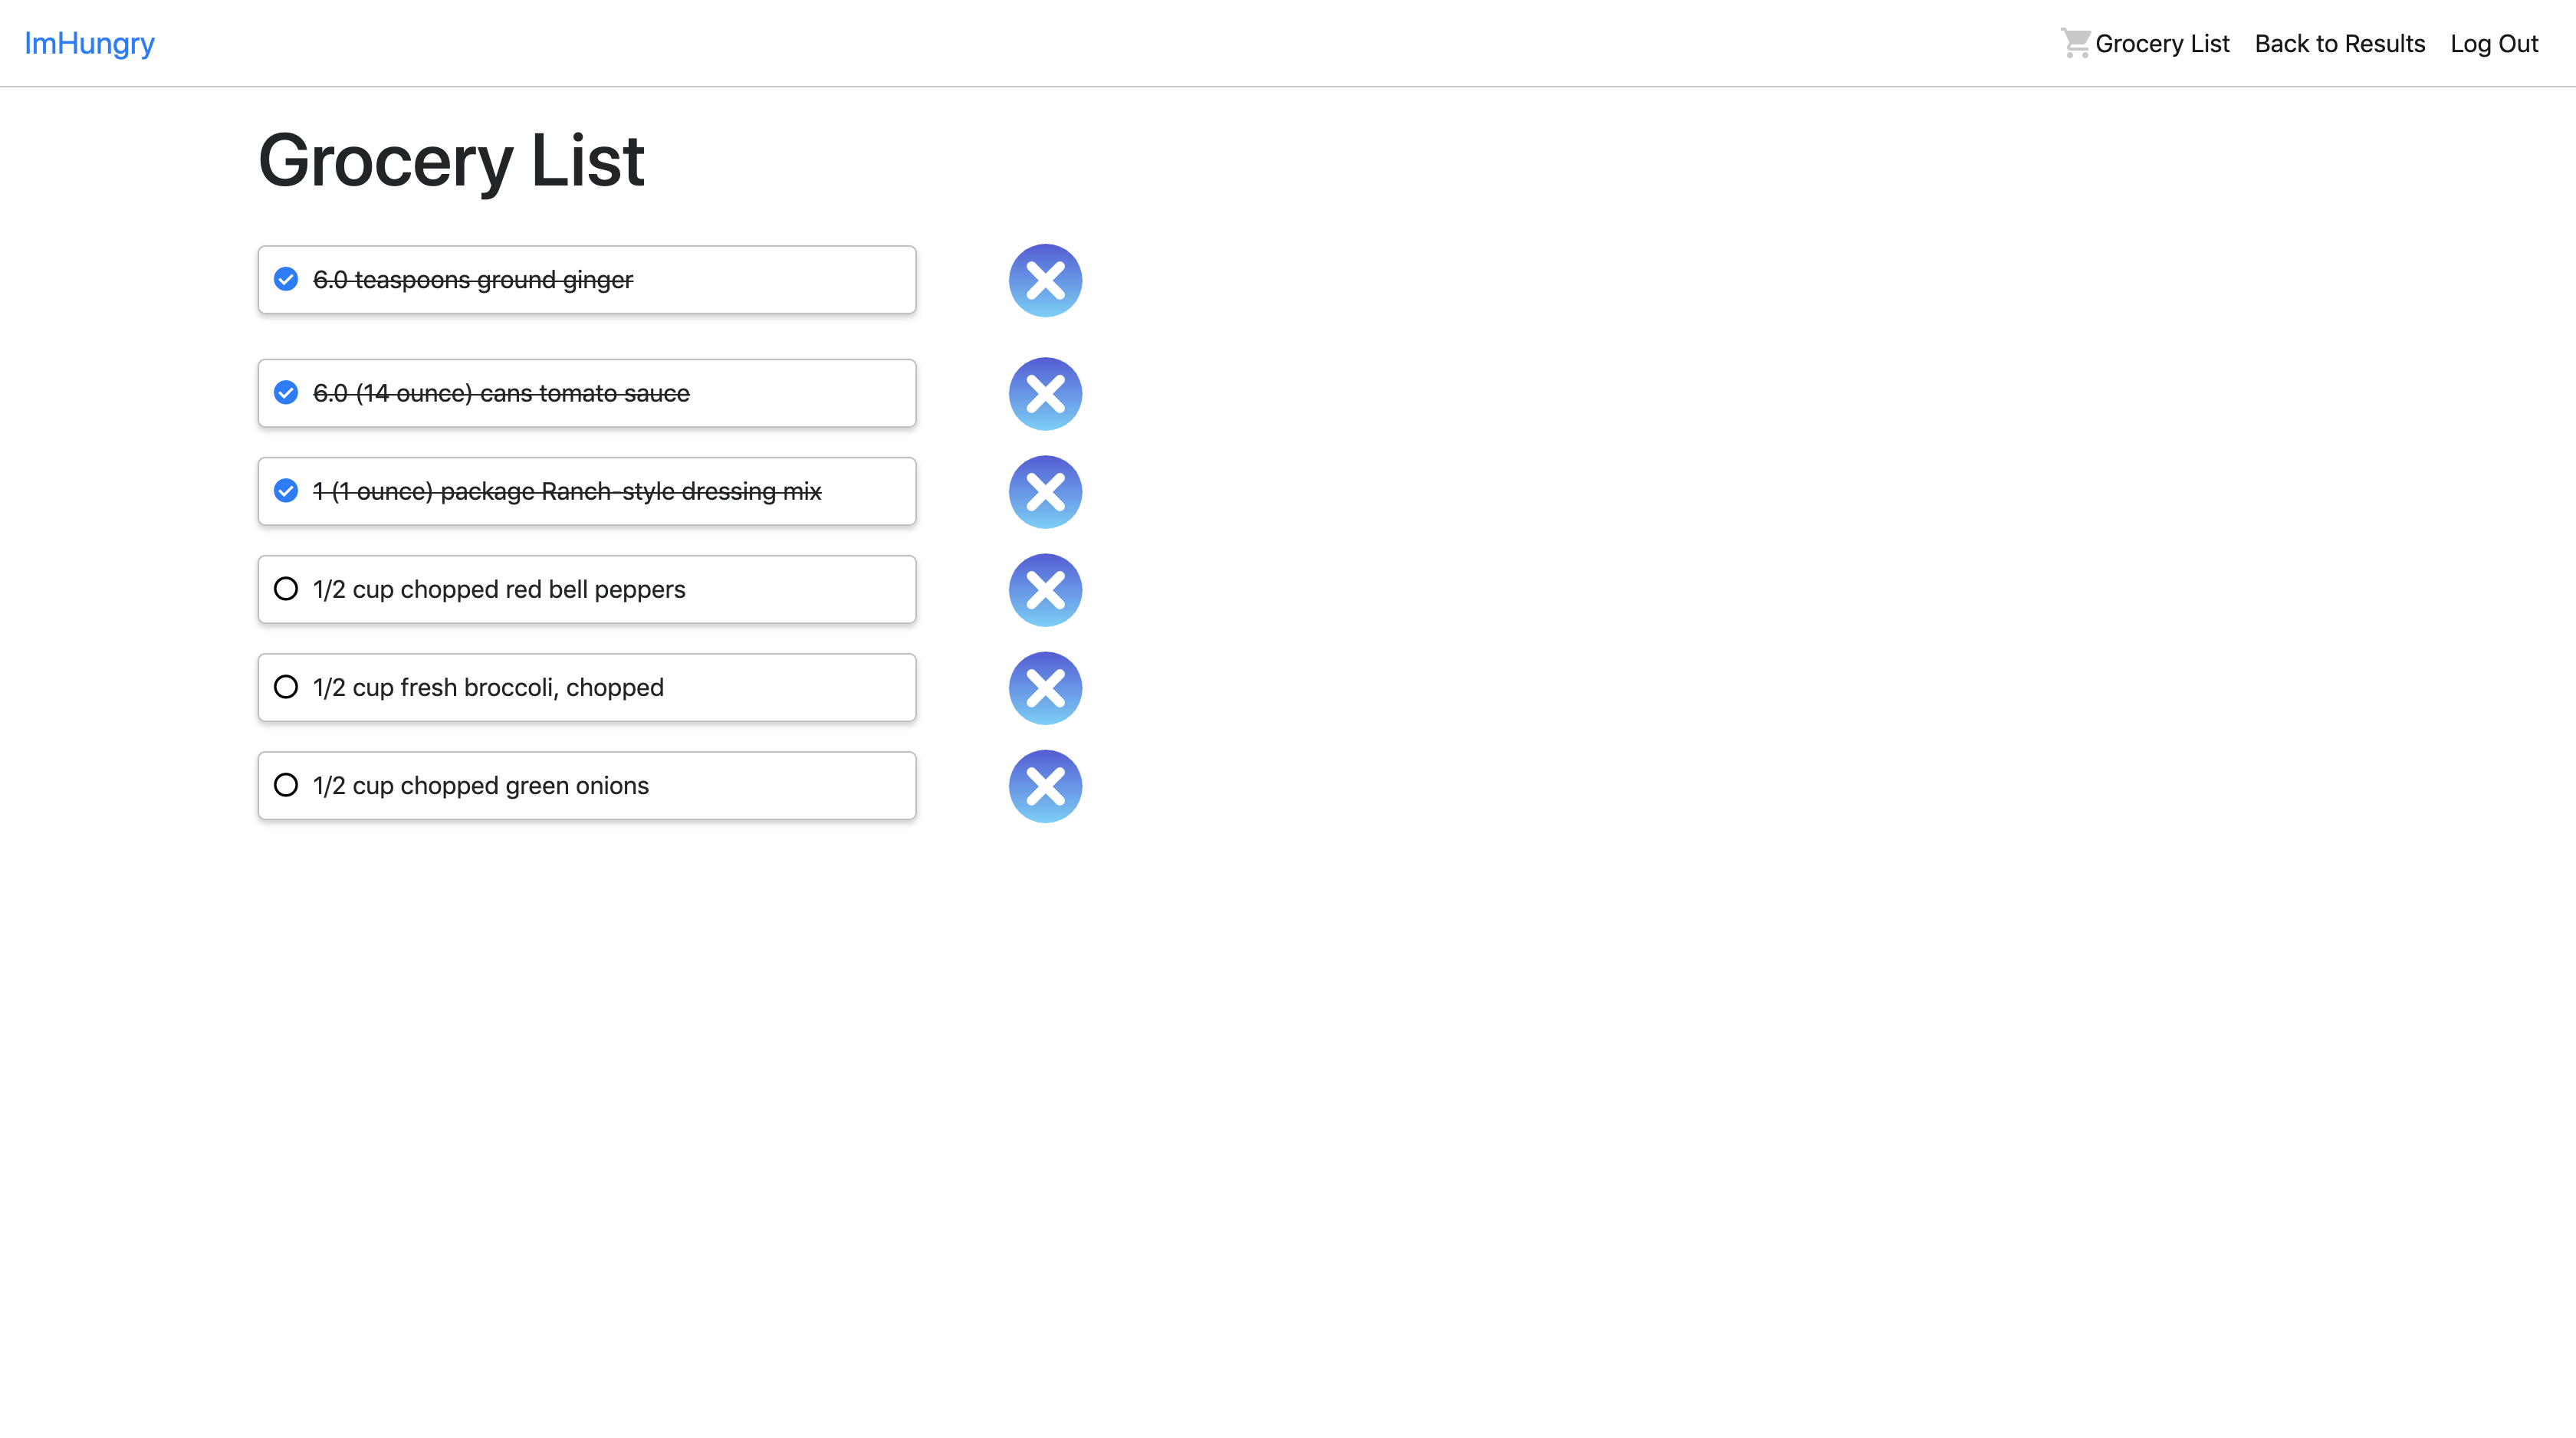 ImHungry
Grocery List Back to Results Log Out
Grocery List
6.0 teaspoons ground ginger
6.0 (14 ounce) cans tomato sauce
1 (1 ounce) package Ranch-style dressing mix
1/2 cup chopped red bell peppers
1/2 cup fresh broccoli, chopped
1/2 cup chopped green onions